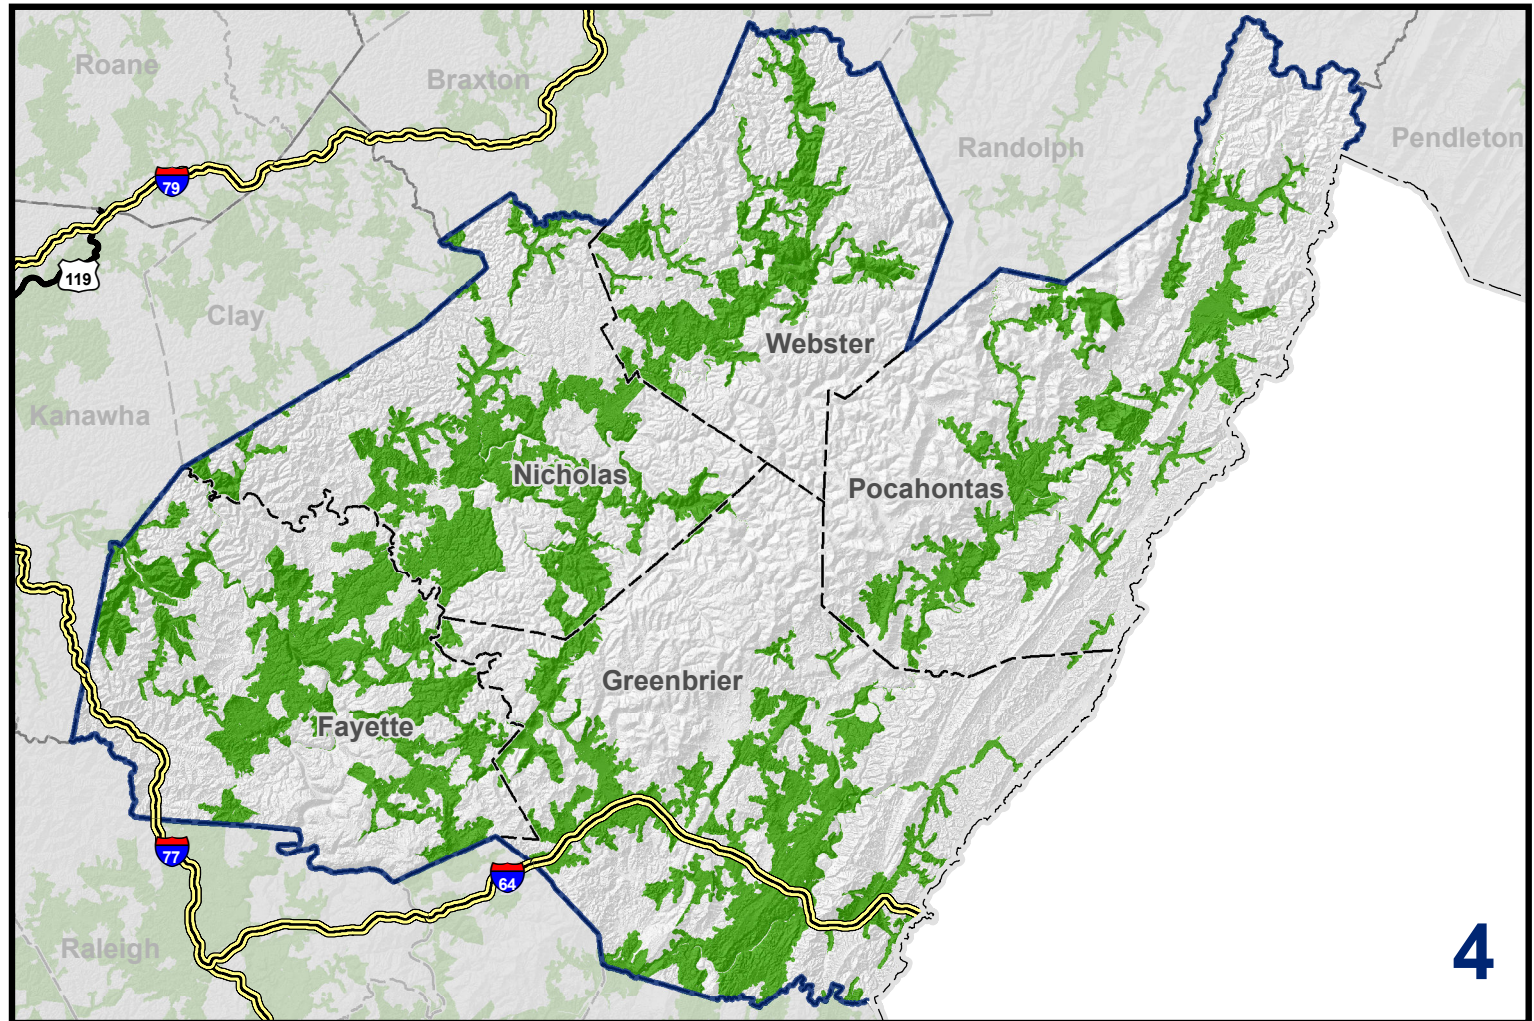 Roane
Braxton
Randolph
Pendleton
79
119
Clay
Webster
Kanawha
Nicholas
Pocahontas
Greenbrier
Fayette
77
64
Raleigh
4